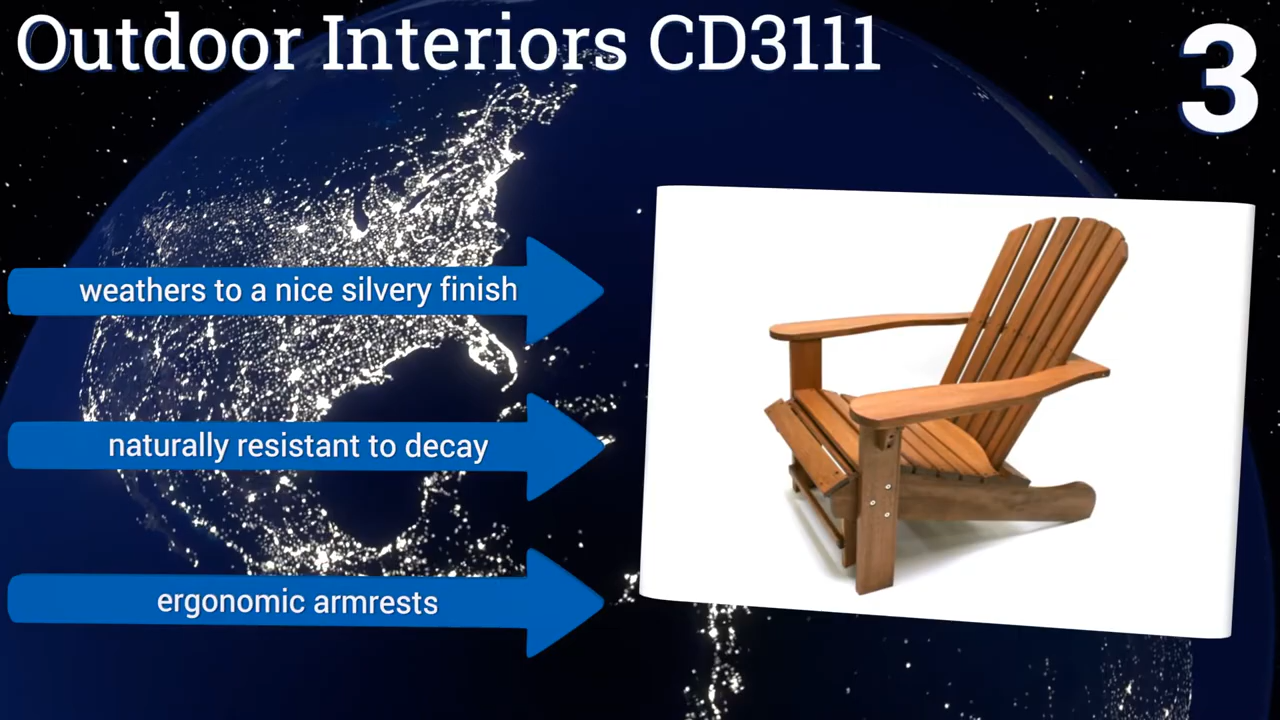 Outdoor Interiors CD3111
3
weathers to a nice silvery finish
naturally resistant to decay
ergonomic armrests